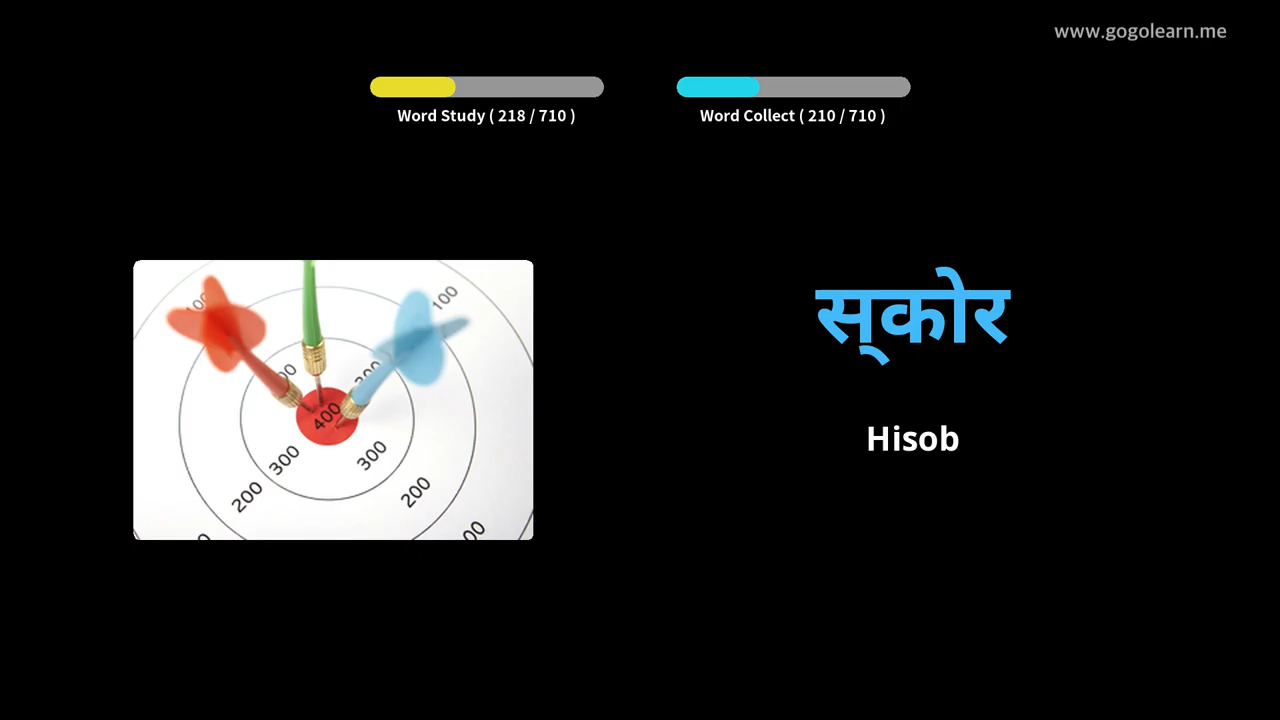 www.gogolearn.me
Word Study ( 218 / 710 )
Word Collect ( 210 / 710 )
स्‌कोर
Hisob
100
100
400
300
300
200
200